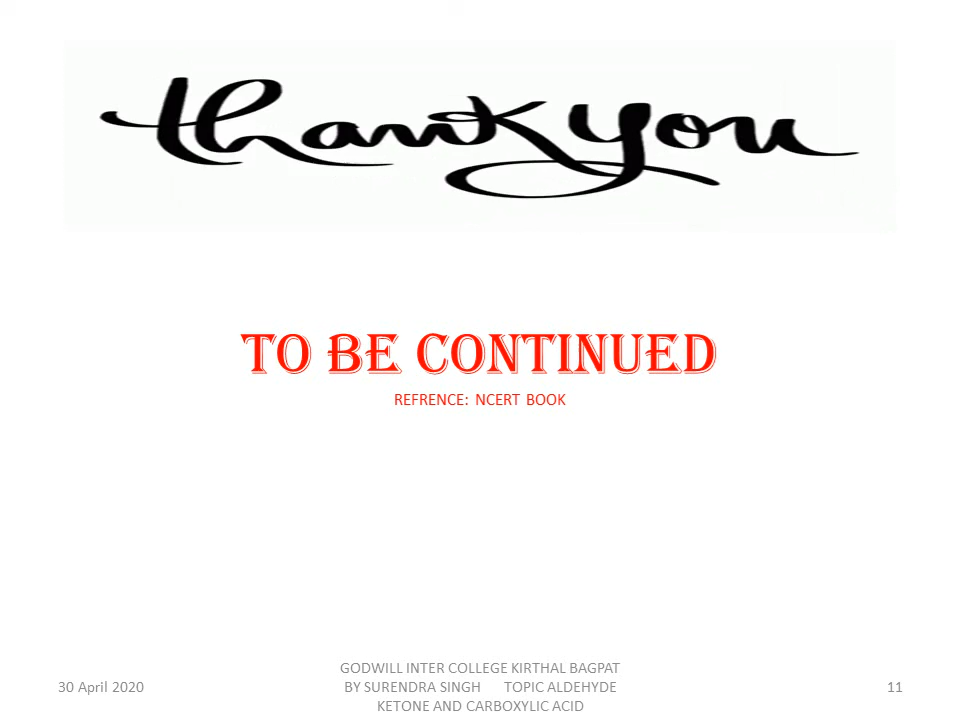 thank you
TO BE CONTINUED
REFRENCE: NCERT BOOK
30 April 2020
GODWILL INTER COLLEGE KIRTHAL BAGPAT
BY SURENDRA SINGH TOPIC ALDEHYDE
KETONE AND CARBOXYLIC ACID
11